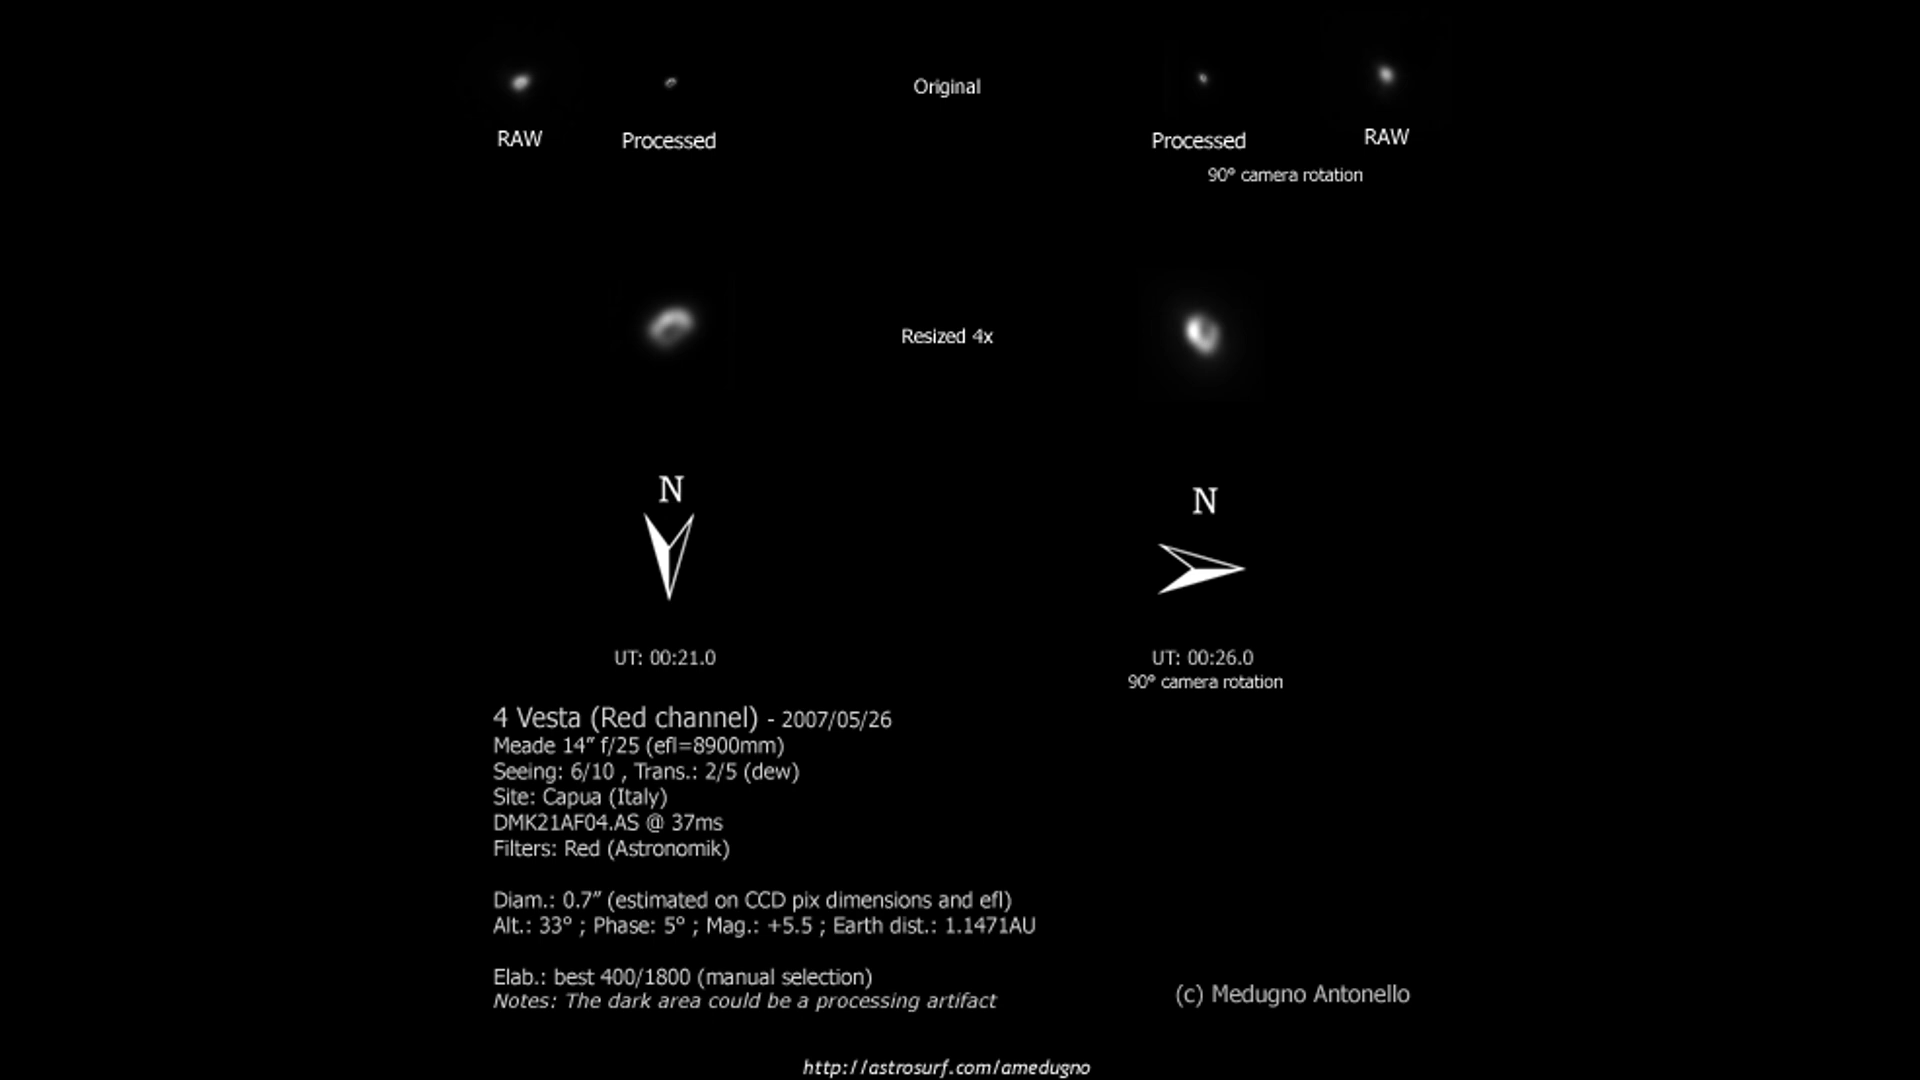 Original
RAW
Processed
Processed
RAW
90° camera rotation
Resized 4x
N
N
UT: 00:21.0
UT: 00:26.0
90° camera rotation
4 Vesta (Red channel) - 2007/05/26
Meade 14" f/25 (efl=8900mm)
Seeing: 6/10 , Trans.: 2/5 (dew)
Site: Capua (Italy)
DMK21AF04.AS @ 37ms
Filters: Red (Astronomik)
Diam.: 0.7" (estimated on CCD pix dimensions and efl)
Alt.: 33° ; Phase: 5° ; Mag.: +5.5 ; Earth dist.: 1.1471AU
Elab.: best 400/1800 (manual selection)
Notes: The dark area could be a processing artifact
(c) Medugno Antonello
http://astrosurf.com/amedugno